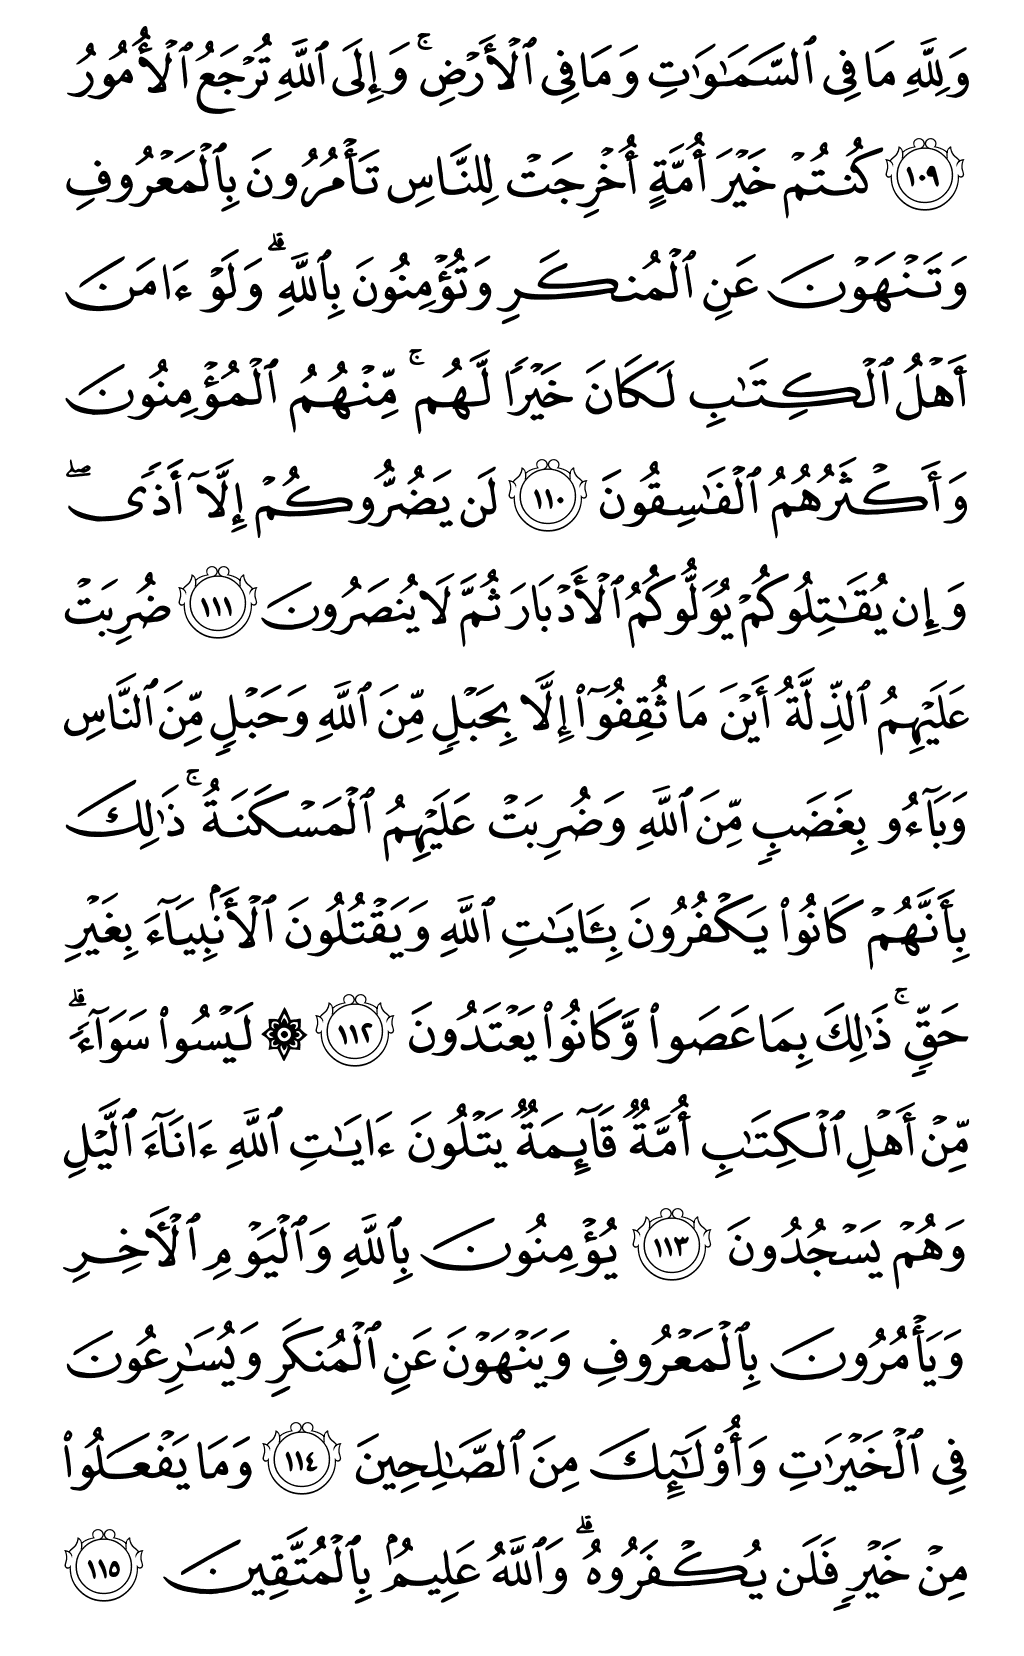 وَلِلَّهِ مَا فِي ٱلسَّمَـٰوَٰتِ وَمَا فِي ٱلۡأَرۡضِۚ وَإِلَى ٱللَّهِ تُرۡجَعُ ٱلۡأُمُورُ
١٠٩ كُنتُمۡ خَيۡرَ أُمَّةٍ أُخۡرِجَتۡ لِلنَّاسِ تَأۡمُرُونَ بِٱلۡمَعۡرُوفِ
وَتَنۡهَوۡنَ عَنِ ٱلۡمُنكَرِ وَتُؤۡمِنُونَ بِٱللَّهِۗ وَلَوۡ ءَامَنَ
أَهۡلُ ٱلۡكِتَـٰبِ لَكَانَ خَيۡرٗا لَّهُمۚ مِّنۡهُمُ ٱلۡمُؤۡمِنُونَ
وَأَكۡثَرُهُمُ ٱلۡفَـٰسِقُونَ ١١٠ لَن يَضُرُّوكُمۡ إِلَّآ أَذٗىۖ
وَإِن يُقَـٰتِلُوكُمۡ يُوَلُّوكُمُ ٱلۡأَدۡبَارَ ثُمَّ لَا يُنصَرُونَ ١١١ ضُرِبَتۡ
عَلَيۡهِمُ ٱلذِّلَّةُ أَيۡنَ مَا ثُقِفُوٓاْ إِلَّا بِحَبۡلٖ مِّنَ ٱللَّهِ وَحَبۡلٖ مِّنَ ٱلنَّاسِ
وَبَآءُو بِغَضَبٖ مِّنَ ٱللَّهِ وَضُرِبَتۡ عَلَيۡهِمُ ٱلۡمَسۡكَنَةُۚ ذَٰلِكَ
بِأَنَّهُمۡ كَانُواْ يَكۡفُرُونَ بِـَٔايَـٰتِ ٱللَّهِ وَيَقۡتُلُونَ ٱلۡأَنۢبِيَآءَ بِغَيۡرِ
حَقّٖۚ ذَٰلِكَ بِمَا عَصَواْ وَّكَانُواْ يَعۡتَدُونَ ١١٢ ۞ لَيۡسُواْ سَوَآءٗۗ
مِّنۡ أَهۡلِ ٱلۡكِتَـٰبِ أُمَّةٞ قَآئِمَةٞ يَتۡلُونَ ءَايَـٰتِ ٱللَّهِ ءَانَآءَ ٱلَّيۡلِ
وَهُمۡ يَسۡجُدُونَ ١١٣ يُؤۡمِنُونَ بِٱللَّهِ وَٱلۡيَوۡمِ ٱلۡأٓخِرِ
وَيَأۡمُرُونَ بِٱلۡمَعۡرُوفِ وَيَنۡهَوۡنَ عَنِ ٱلۡمُنكَرِ وَيُسَـٰرِعُونَ
فِي ٱلۡخَيۡرَٰتِ وَأُوْلَـٰٓئِكَ مِنَ ٱلصَّـٰلِحِينَ ١١٤ وَمَا يَفۡعَلُواْ
مِنۡ خَيۡرٖ فَلَن يُكۡفَرُوهُۗ وَٱللَّهُ عَلِيمُۢ بِٱلۡمُتَّقِينَ ١١٥